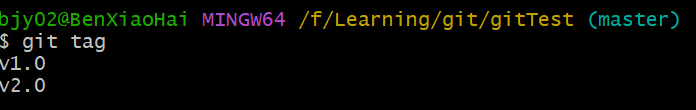 bjy02@BenXiaoHai MINGW64 /f/Learning/git/gitTest (master)
$ git tag
v1.0
v2.0